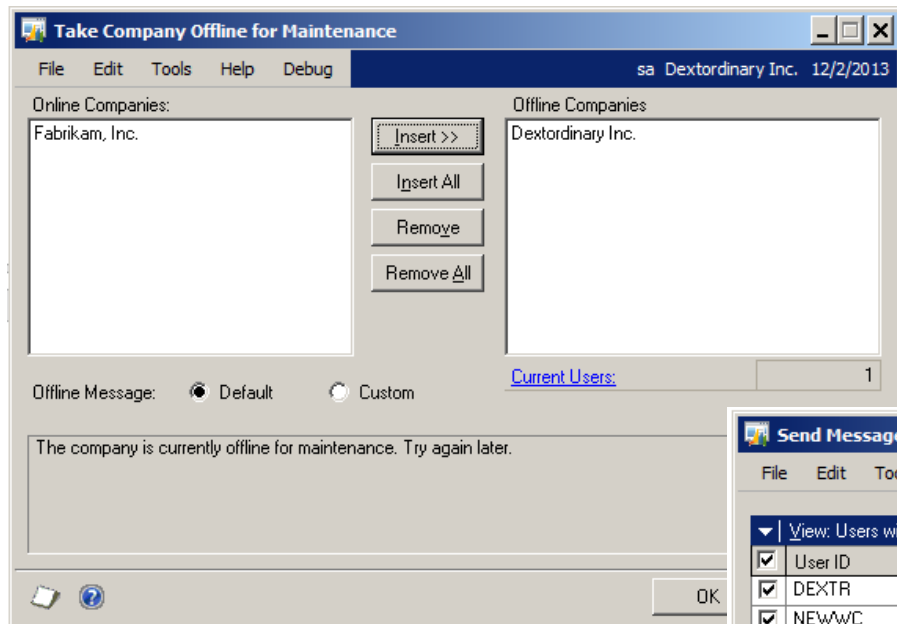 Take Company Offline for Maintenance
File Edit Tools Help Debug
sa Dextordinary Inc. 12/2/2013
Online Companies:
Fabrikam, Inc.
Insert >>
Insert All
Remove
Remove All
Offline Companies
Dextordinary Inc.
Current Users: 1
Offline Message: Default Custom
The company is currently offline for maintenance. Try again later.
OK
Send Messag
File Edit Too
View: Users wi
User ID
DEXTR
NEWWC